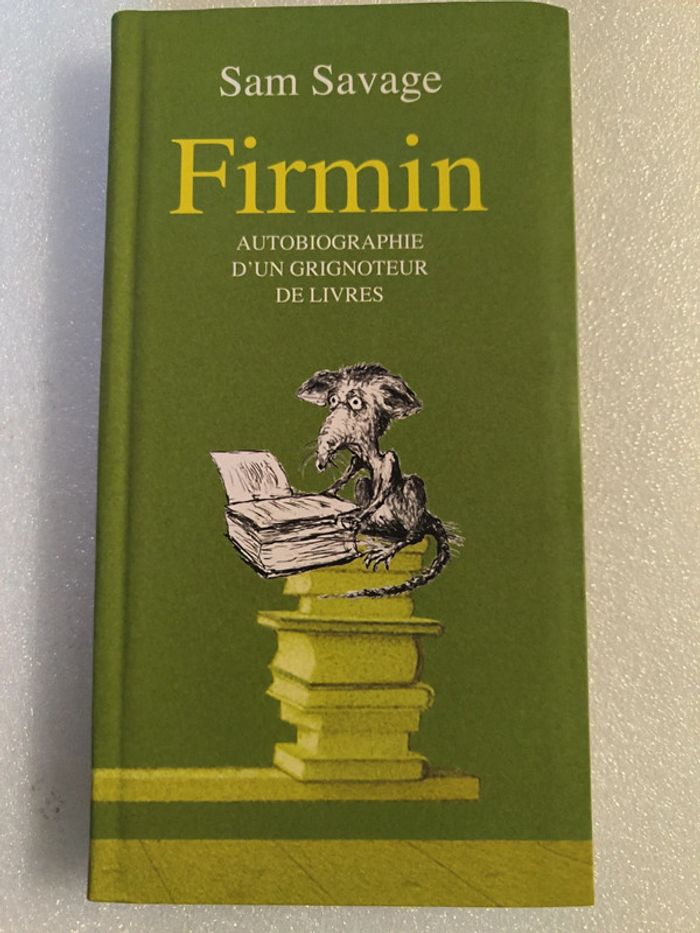 Sam Savage
Firmin
AUTOBIOGRAPHIE
D'UN GRIGNOTEUR
DE LIVRES